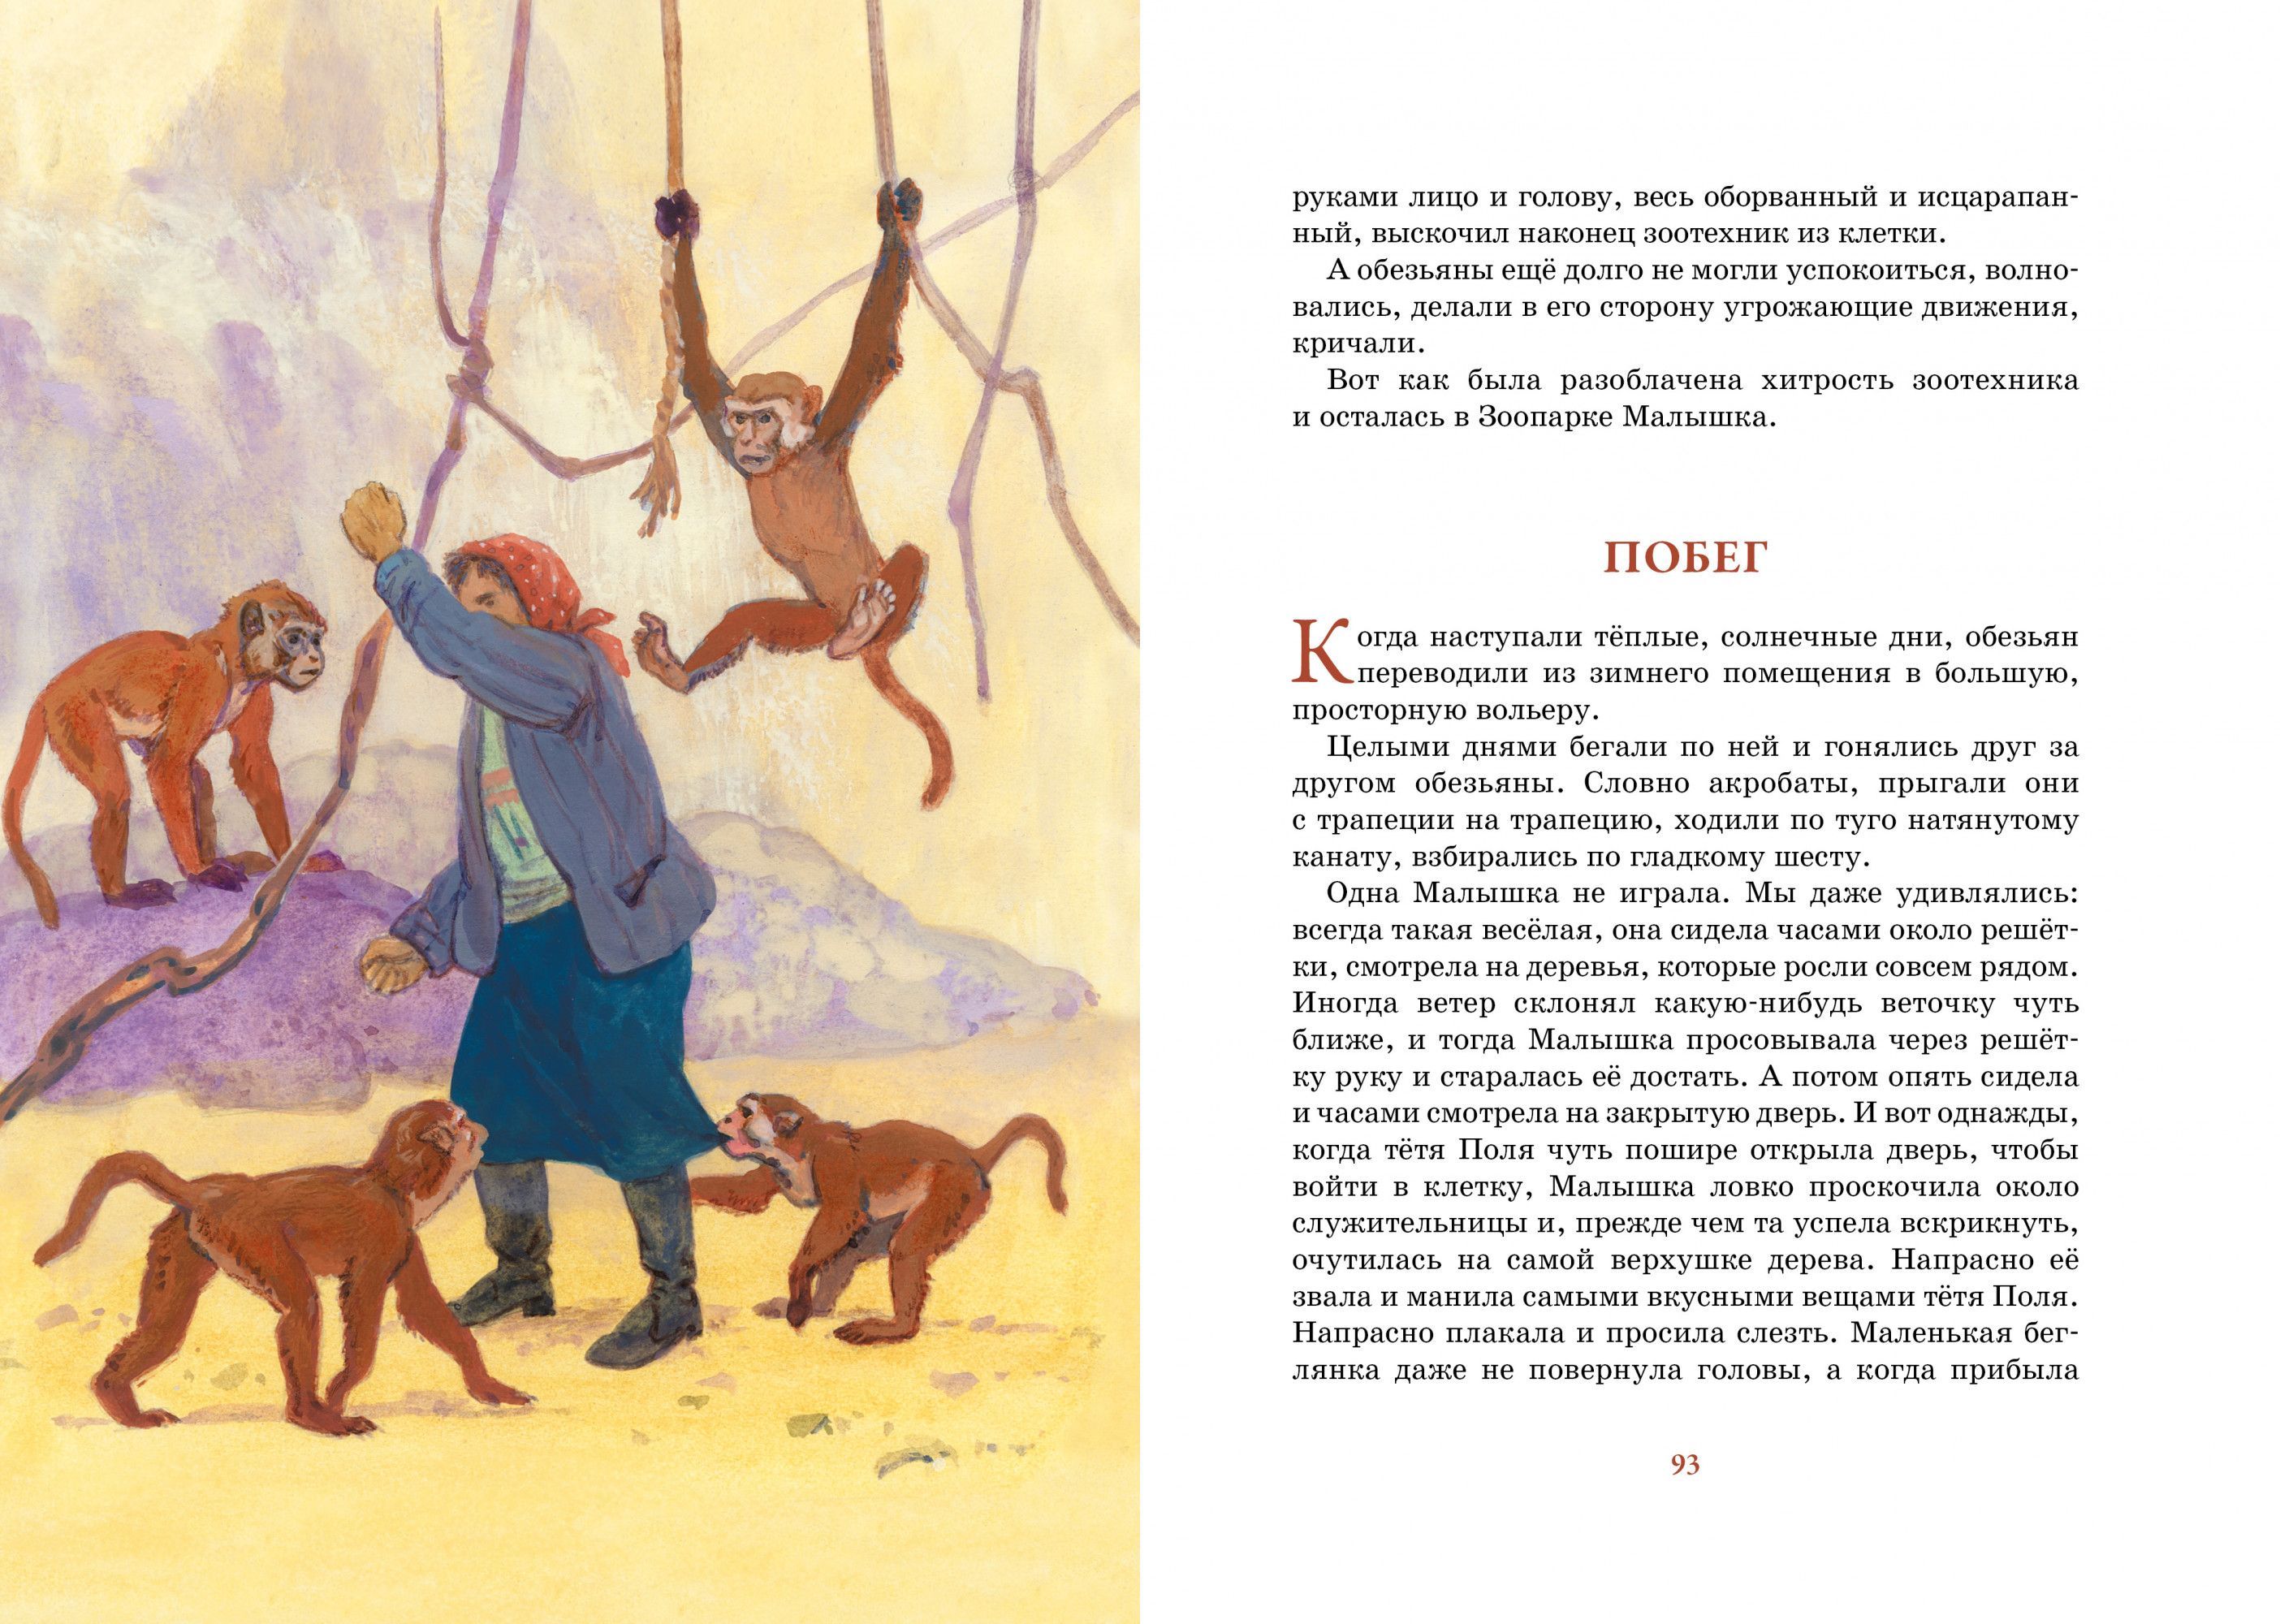 руками лицо и голову, весь оборванный и исцарапан-
ный, выскочил наконец зоотехник из клетки.
А обезьяны ещё долго не могли успокоиться, волно-
вались, делали в его сторону угрожающие движения,
кричали.
Вот как была разоблачена хитрость зоотехника
и осталась в Зоопарке Малышка.
ПОБЕГ
Когда наступали тёплые, солнечные дни, обезьян
переводили из зимнего помещения в большую,
просторную вольеру.
Целыми днями бегали по ней и гонялись друг за
другом обезьяны. Словно акробаты, прыгали они
с трапеции на трапецию, ходили по туго натянутому
канату, взбирались по гладкому шесту.
Одна Малышка не играла. Мы даже удивлялись:
всегда такая весёлая, она сидела часами около решёт-
ки, смотрела на деревья, которые росли совсем рядом.
Иногда ветер склонял какую-нибудь веточку чуть
ближе, и тогда Малышка просовывала через решёт-
ку руку и старалась её достать. А потом опять сидела
и часами смотрела на закрытую дверь. И вот однажды,
когда тётя Поля чуть пошире открыла дверь, чтобы
войти в клетку, Малышка ловко проскочила около
служительницы и, прежде чем та успела вскрикнуть,
очутилась на самой верхушке дерева. Напрасно её
звала и манила самыми вкусными вещами тётя Поля.
Напрасно плакала и просила слезть. Маленькая бег-
лянка даже не повернула головы, а когда прибыла
93